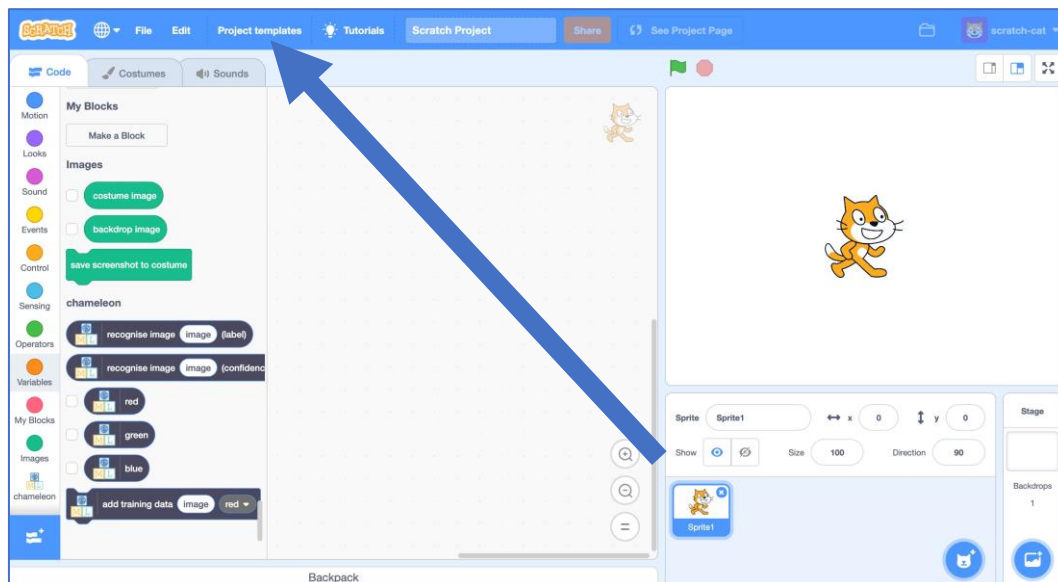 SCRATCH File Edit Project templates Tutorials Scratch Project Share See Project Page scratch-cat
Code Costumes Sounds
Motion
Looks
Sound
Events
Control
Sensing
Operators
Variables
My Blocks
Images
chameleon
My Blocks
Make a Block
Images
costume image
backdrop image
save screenshot to costume
chameleon
recognise image image (label)
recognise image image (confidenc
ML red
ML green
ML blue
add training data image red
Sprite Sprite1 x 0 y 0
Show Size 100 Direction 90
Sprite1
Stage
Backdrops
1
Backpack